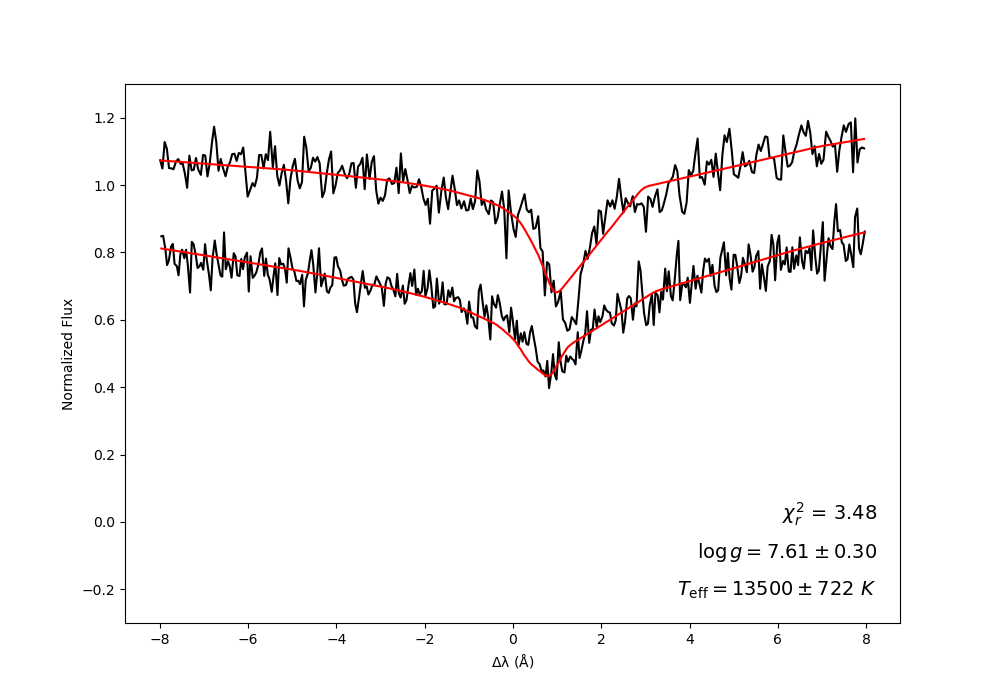 1.2
1.0
0.8
0.6
0.4
0.2
0.0
−0.2
Normalized Flux
χ²ᵣ = 3.48
log g = 7.61 ± 0.30
T_eff = 13500 ± 722 K
−8 −6 −4 −2 0 2 4 6 8
Δλ (Å)